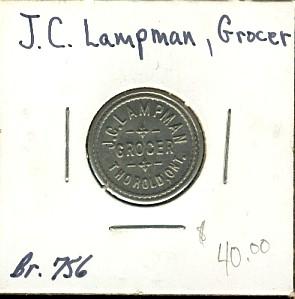 J.C. Lampman, Grocer
J.C. LAMPMAN
GROCER
THOROLD, ONT.
$ 40.00
Br. 756